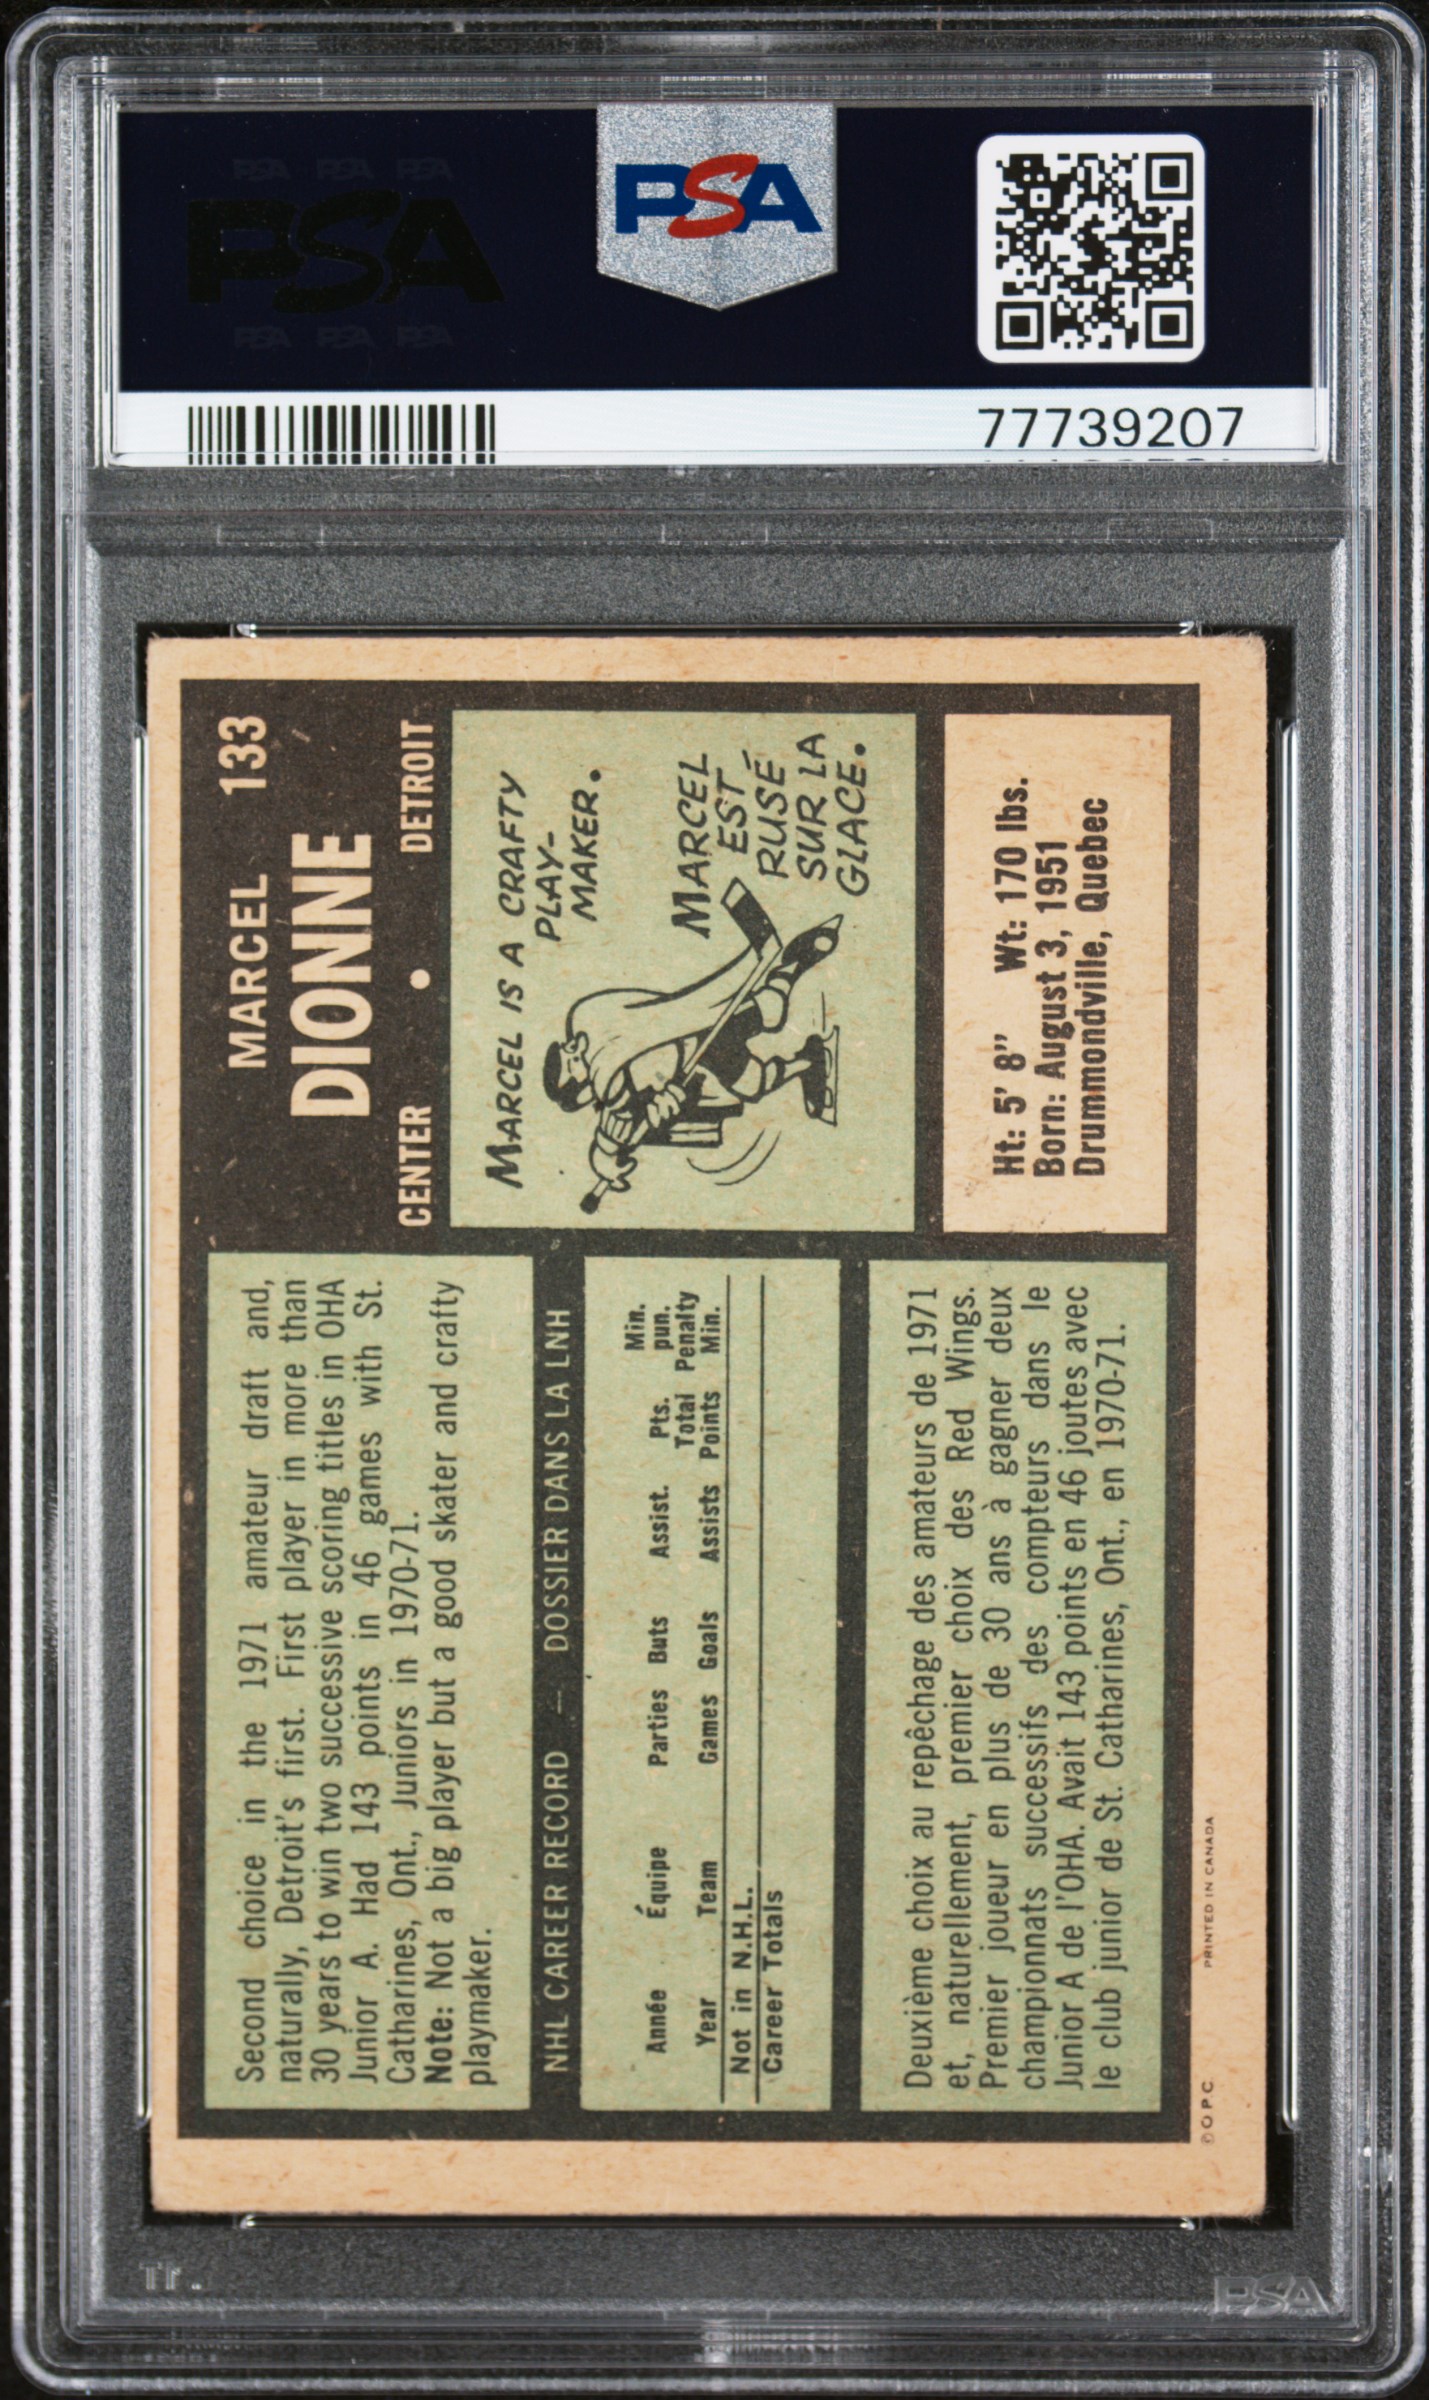 PSA PSA PSA
PSA
PSA PSA PSA
PSA
77739207
MARCEL 133
DIONNE
CENTER • DETROIT
Second choice in the 1971 amateur draft and,
naturally, Detroit's first. First player in more than
30 years to win two successive scoring titles in OHA
Junior A. Had 143 points in 46 games with St.
Catharines, Ont., Juniors in 1970-71.
Note: Not a big player but a good skater and crafty
playmaker.
MARCEL IS A CRAFTY
PLAY-
MAKER.
MARCEL
EST
RUSÉ
SUR LA
GLACE.
NHL CAREER RECORD — DOSSIER DANS LA LNH
Année Équipe Parties Buts Assist. Pts. Min. pun.
Year Team Games Goals Assists Total Points Penalty Min.
Not in N.H.L.
Career Totals
Ht: 5' 8" Wt: 170 lbs.
Born: August 3, 1951
Drummondville, Quebec
Deuxième choix au repêchage des amateurs de 1971
et, naturellement, premier choix des Red Wings.
Premier joueur en plus de 30 ans à gagner deux
championnats successifs des compteurs dans le
Junior A de l'OHA. Avait 143 points en 46 joutes avec
le club junior de St. Catharines, Ont., en 1970-71.
© O.P.C. PRINTED IN CANADA
PSA